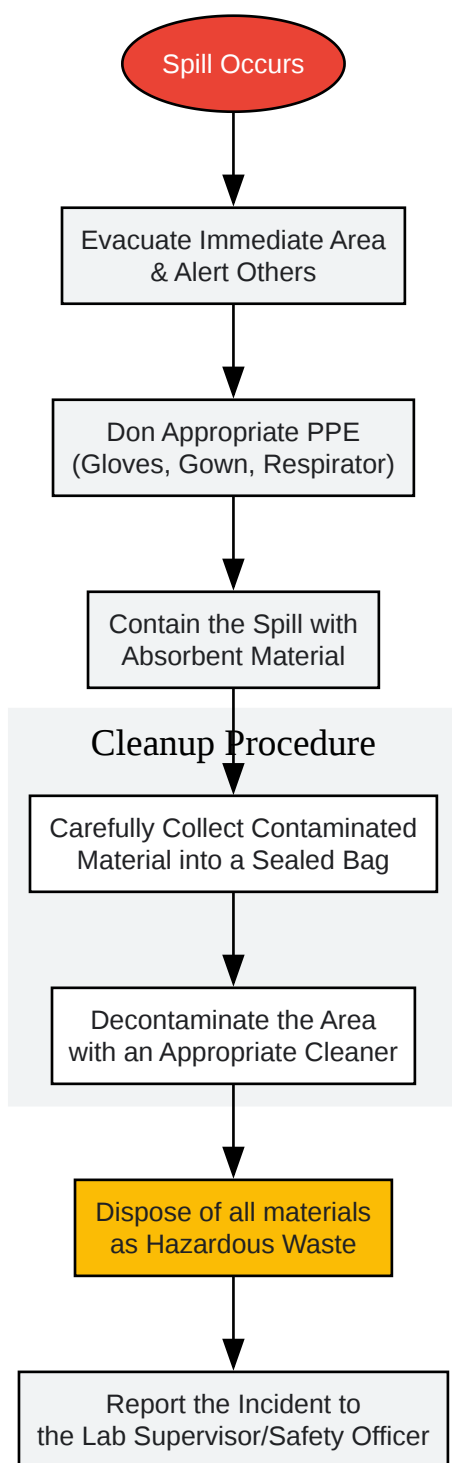 Spill Occurs
Evacuate Immediate Area
& Alert Others
Don Appropriate PPE
(Gloves, Gown, Respirator)
Contain the Spill with
Absorbent Material
Cleanup Procedure
Carefully Collect Contaminated
Material into a Sealed Bag
Decontaminate the Area
with an Appropriate Cleaner
Dispose of all materials
as Hazardous Waste
Report the Incident to
the Lab Supervisor/Safety Officer